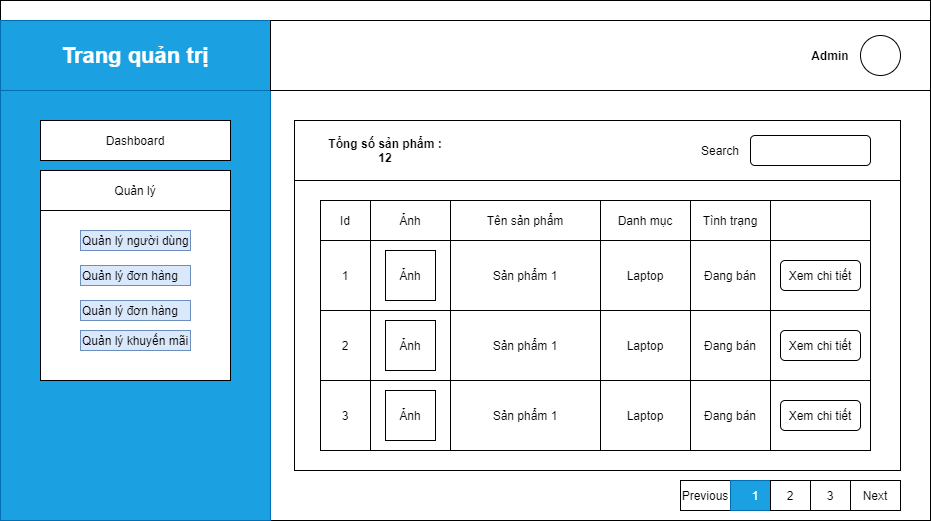 Trang quản trị
Admin
Dashboard
Quản lý
Quản lý người dùng
Quản lý đơn hàng
Quản lý đơn hàng
Quản lý khuyến mãi
Tổng số sản phẩm :
12
Search
Id Ảnh Tên sản phẩm Danh mục Tình trạng
1 Ảnh Sản phẩm 1 Laptop Đang bán Xem chi tiết
2 Ảnh Sản phẩm 1 Laptop Đang bán Xem chi tiết
3 Ảnh Sản phẩm 1 Laptop Đang bán Xem chi tiết
Previous 1 2 3 Next